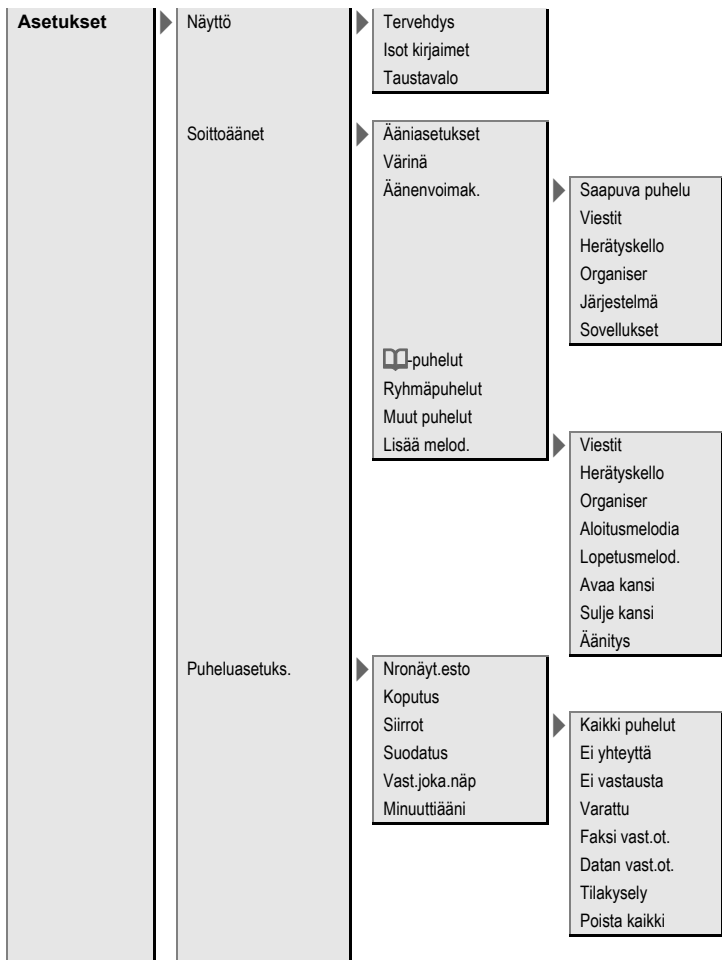 Asetukset
Näyttö
Tervehdys
Isot kirjaimet
Taustavalo
Soittoäänet
Ääniasetukset
Värinä
Äänenvoimak.
Saapuva puhelu
Viestit
Herätyskello
Organiser
Järjestelmä
Sovellukset
-puhelut
Ryhmäpuhelut
Muut puhelut
Lisää melod.
Viestit
Herätyskello
Organiser
Aloitusmelodia
Lopetusmelod.
Avaa kansi
Sulje kansi
Äänitys
Puheluasetuks.
Nronäyt.esto
Koputus
Siirrot
Kaikki puhelut
Ei yhteyttä
Ei vastausta
Varattu
Faksi vast.ot.
Datan vast.ot.
Tilakysely
Poista kaikki
Suodatus
Vast.joka.näp
Minuuttiääni